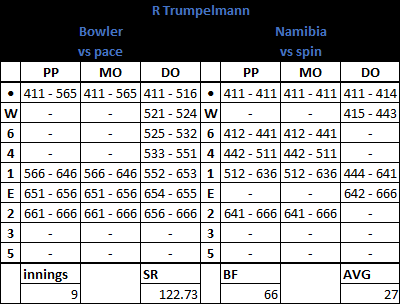 R Trumpelmann
Bowler Namibia
vs pace vs spin
PP MO DO PP MO DO
• 411 - 565 411 - 565 411 - 516 • 411 - 411 411 - 411 411 - 414
W - - 521 - 524 W - - 415 - 443
6 - - 525 - 532 6 412 - 441 412 - 441 -
4 - - 533 - 551 4 442 - 511 442 - 511 -
1 566 - 646 566 - 646 552 - 653 1 512 - 636 512 - 636 444 - 641
E 651 - 656 651 - 656 654 - 655 E - - 642 - 666
2 661 - 666 661 - 666 656 - 666 2 641 - 666 641 - 666 -
3 - - - 3 - - -
5 - - - 5 - - -
innings SR BF AVG
9 122.73 66 27